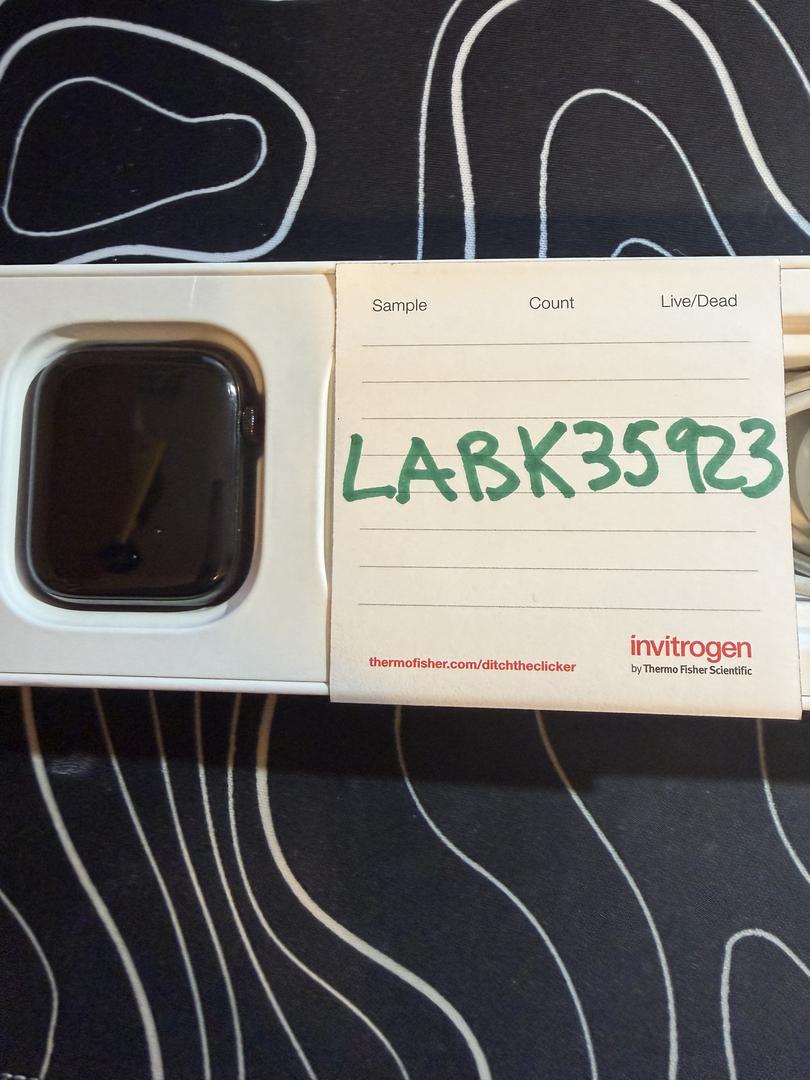 Sample Count Live/Dead
LABK35923
thermofisher.com/ditchtheclicker
invitrogen
by Thermo Fisher Scientific